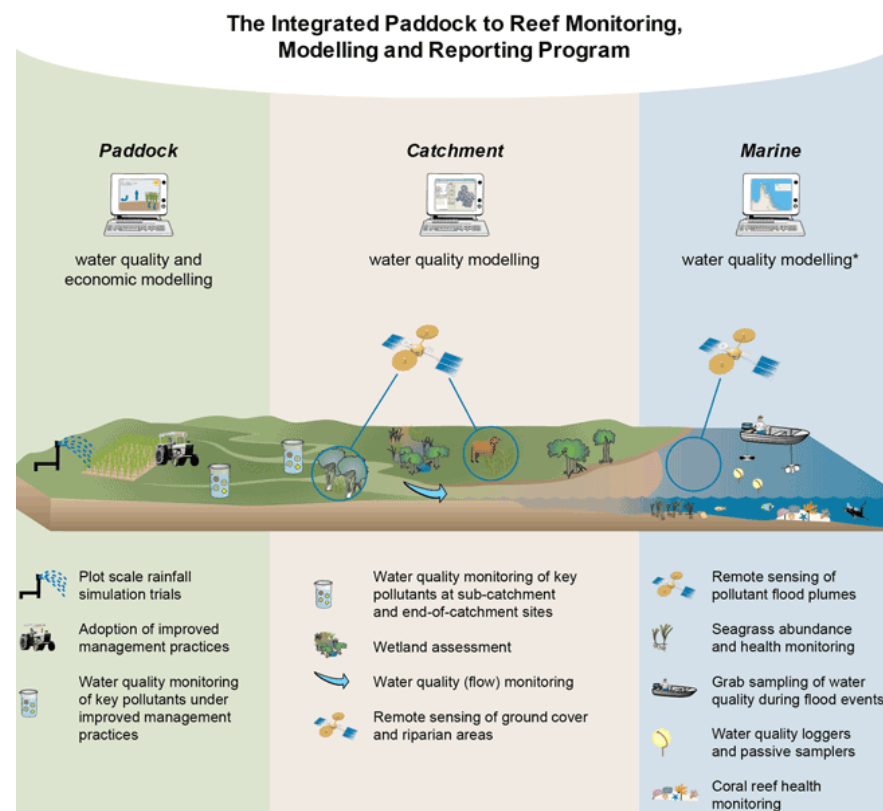 The Integrated Paddock to Reef Monitoring,
Modelling and Reporting Program
Paddock
water quality and
economic modelling
Catchment
water quality modelling
Marine
water quality modelling*
Plot scale rainfall
simulation trials
Adoption of improved
management practices
Water quality monitoring
of key pollutants under
improved management
practices
Water quality monitoring of key
pollutants at sub-catchment
and end-of-catchment sites
Wetland assessment
Water quality (flow) monitoring
Remote sensing of ground cover
and riparian areas
Remote sensing of
pollutant flood plumes
Seagrass abundance
and health monitoring
Grab sampling of water
quality during flood events
Water quality loggers
and passive samplers
Coral reef health
monitoring